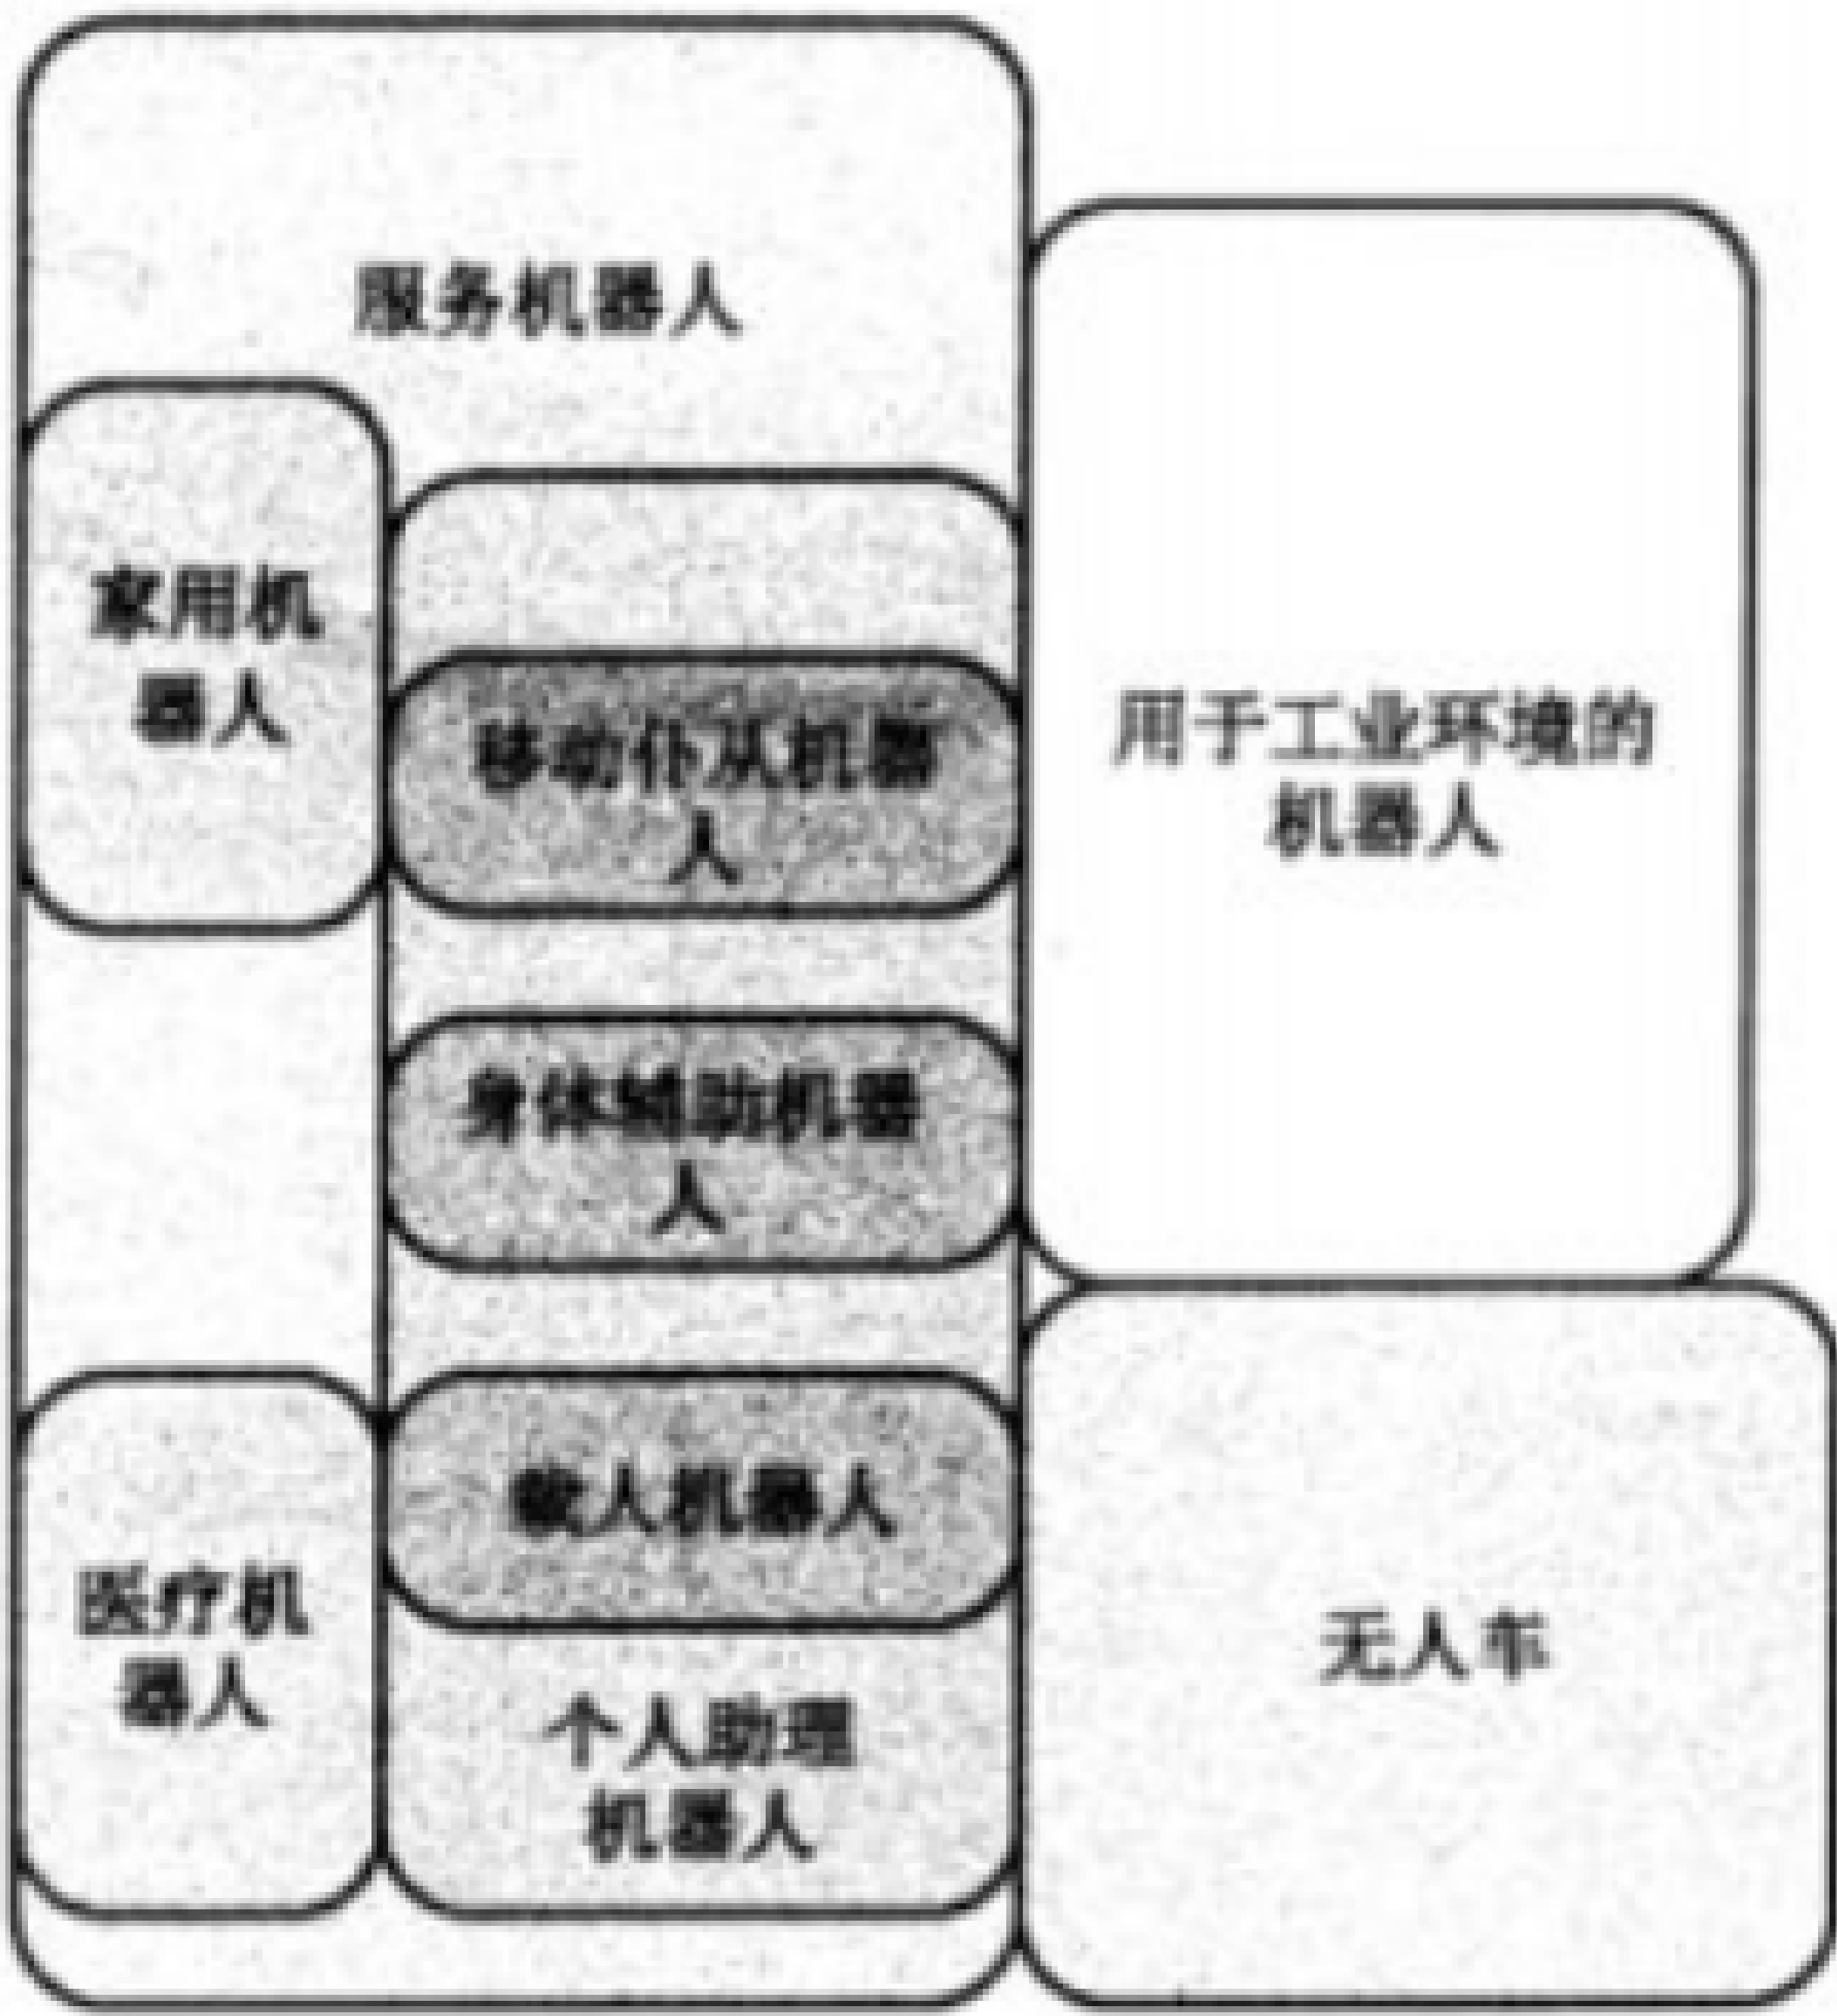 服务机器人
家用机
器人
移动仆从机器
人
身体辅助机器
人
载人机器人
个人助理
机器人
医疗机
器人
用于工业环境的
机器人
无人车